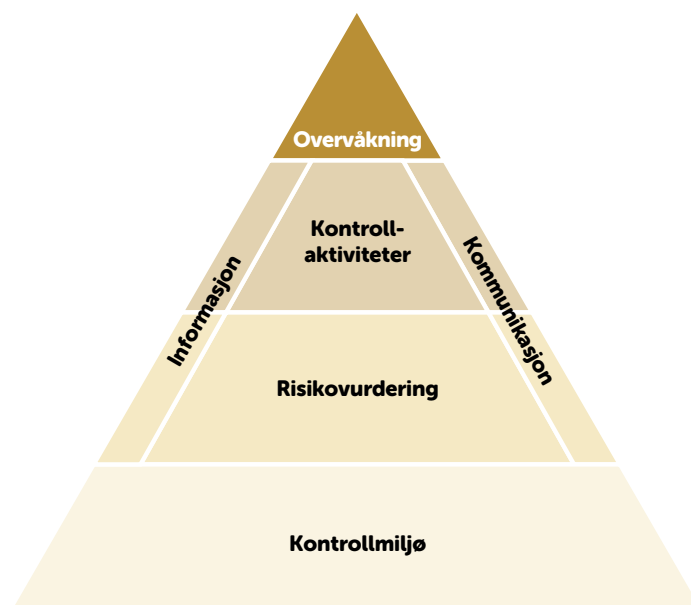 Overvåkning
Kontroll-
aktiviteter
Informasjon
Kommunikasjon
Risikovurdering
Kontrollmiljø